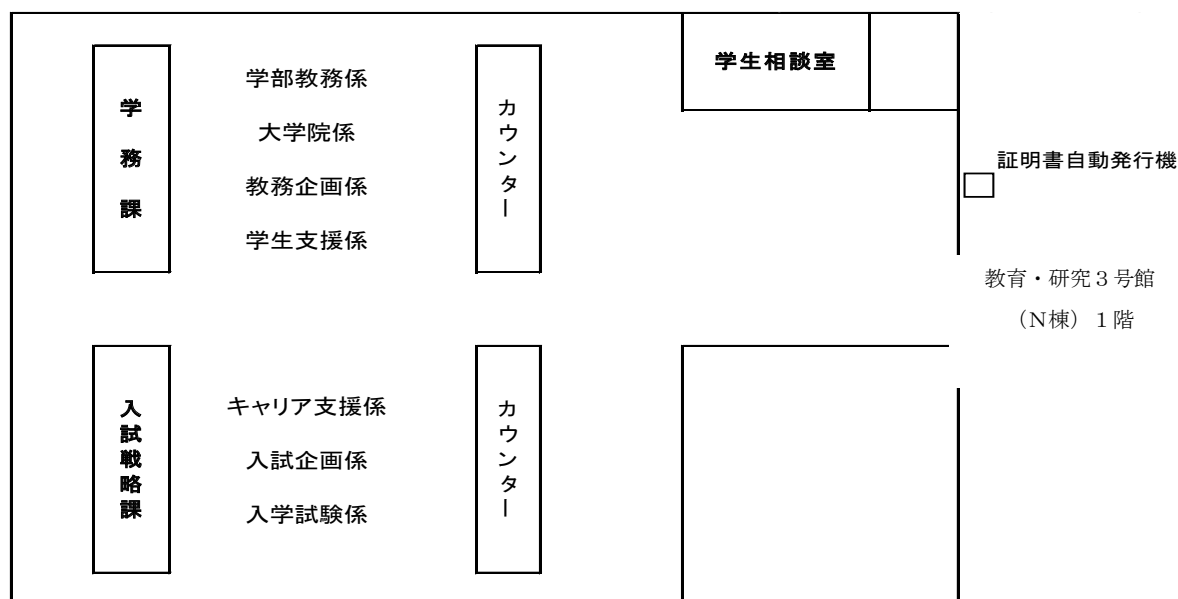 学務課
学部教務係
大学院係
教務企画係
学生支援係
カウンター
学生相談室
証明書自動発行機
教育・研究３号館
（Ｎ棟）１階
入試戦略課
キャリア支援係
入試企画係
入学試験係
カウンター